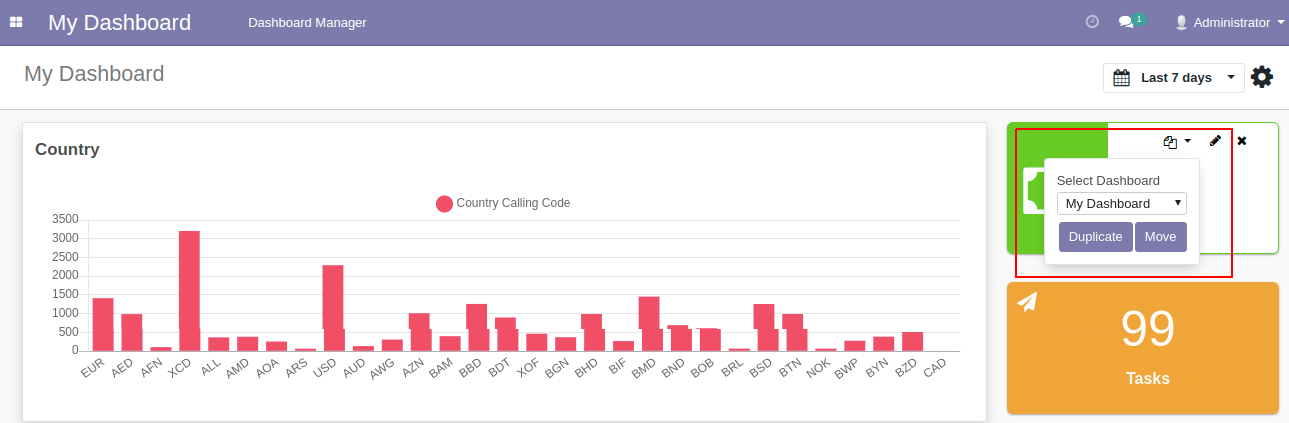 My Dashboard
Dashboard Manager
1
Administrator
My Dashboard
Last 7 days
Country
Country Calling Code
3500
3000
2500
2000
1500
1000
500
0
EUR AED AFN XCD ALL AMD AOA ARS USD AUD AWG AZN BAM BBD BDT XOF BGN BHD BIF BMD BND BOB BRL BSD BTN NOK BWP BYN BZD CAD
Select Dashboard
My Dashboard
Duplicate Move
99
Tasks